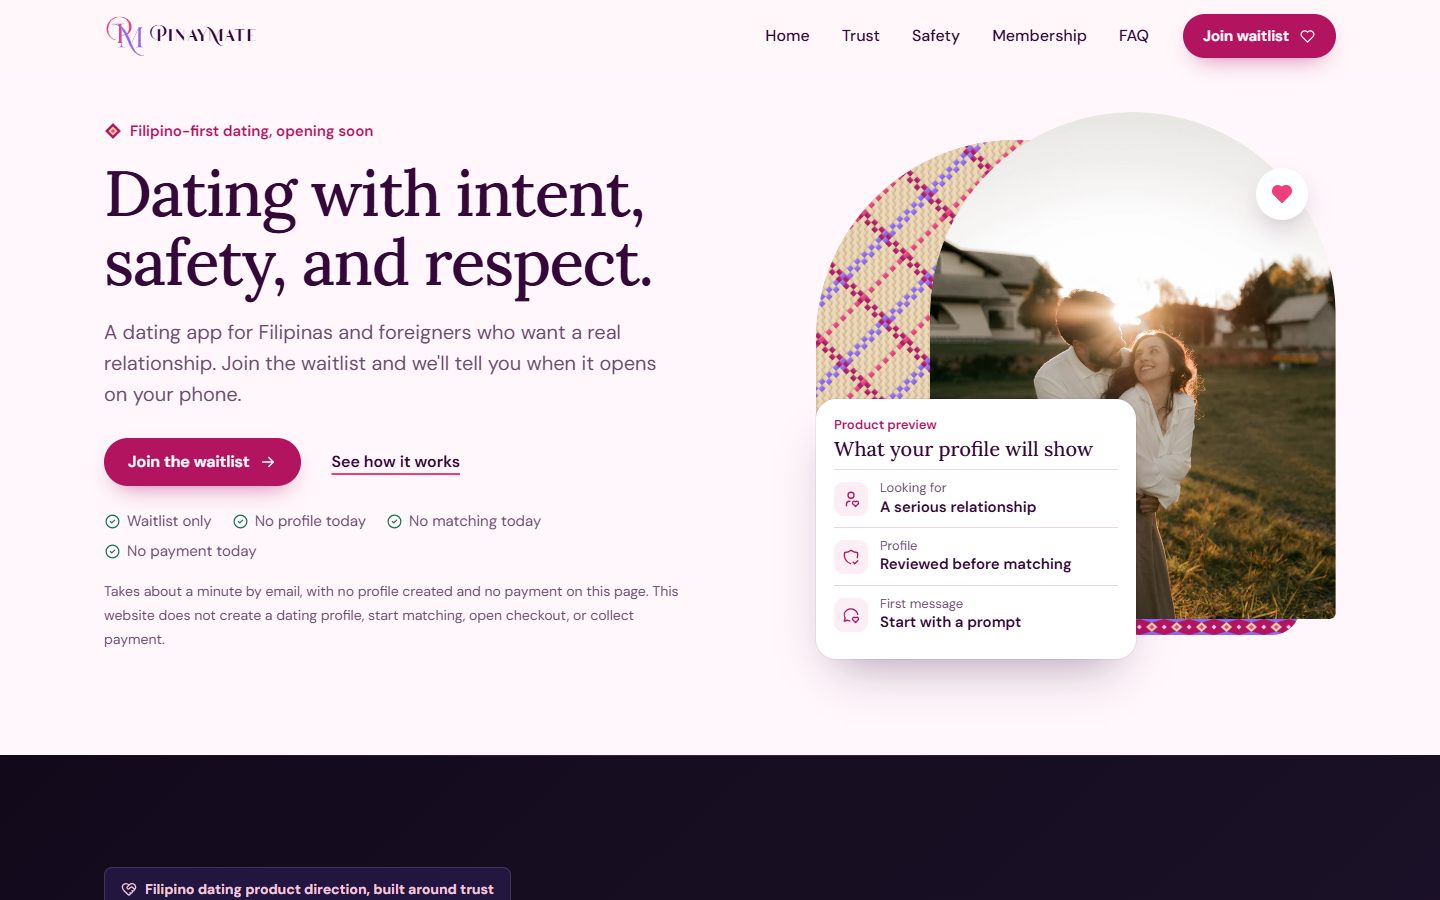 PINAYMATE
Home
Trust
Safety
Membership
FAQ
Join waitlist
Filipino-first dating, opening soon
Dating with intent,
safety, and respect.
A dating app for Filipinas and foreigners who want a real
relationship. Join the waitlist and we'll tell you when it opens
on your phone.
Join the waitlist
See how it works
Waitlist only
No profile today
No matching today
No payment today
Takes about a minute by email, with no profile created and no payment on this page. This
website does not create a dating profile, start matching, open checkout, or collect
payment.
Product preview
What your profile will show
Looking for
A serious relationship
Profile
Reviewed before matching
First message
Start with a prompt
Filipino dating product direction, built around trust